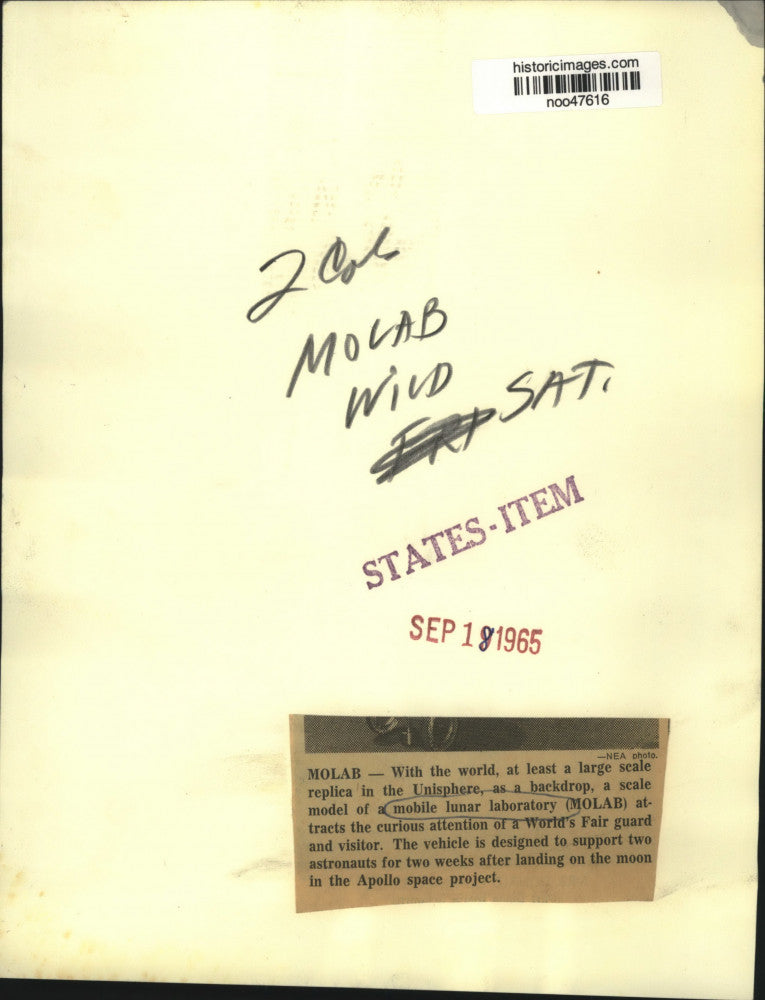 historicimages.com
noo47616
2 Col
MOLAB
WILD
SAT.
STATES-ITEM
SEP 18 1965
—NEA photo.
MOLAB — With the world, at least a large scale
replica in the Unisphere, as a backdrop, a scale
model of a mobile lunar laboratory (MOLAB) at-
tracts the curious attention of a World's Fair guard
and visitor. The vehicle is designed to support two
astronauts for two weeks after landing on the moon
in the Apollo space project.